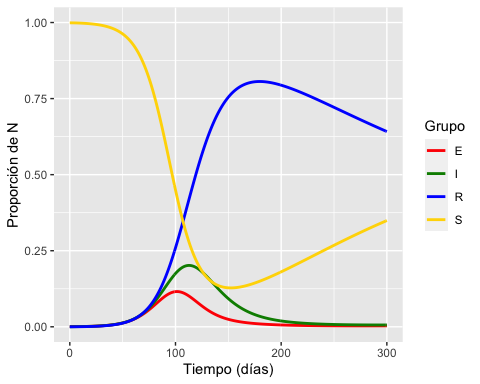 1.00
0.75
0.50
0.25
0.00
Proporción de N
0
100
200
300
Tiempo (días)
Grupo
E
I
R
S